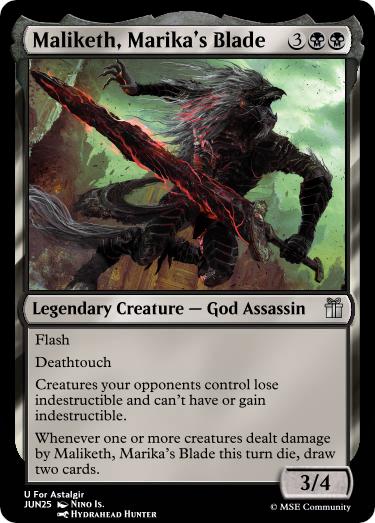 Maliketh, Marika's Blade 3
Legendary Creature — God Assassin
Flash
Deathtouch
Creatures your opponents control lose
indestructible and can't have or gain
indestructible.
Whenever one or more creatures dealt damage
by Maliketh, Marika's Blade this turn die, draw
two cards.
3/4
U For Astalgir
JUN25 Nino Is.
Hydrahead Hunter
© MSE Community